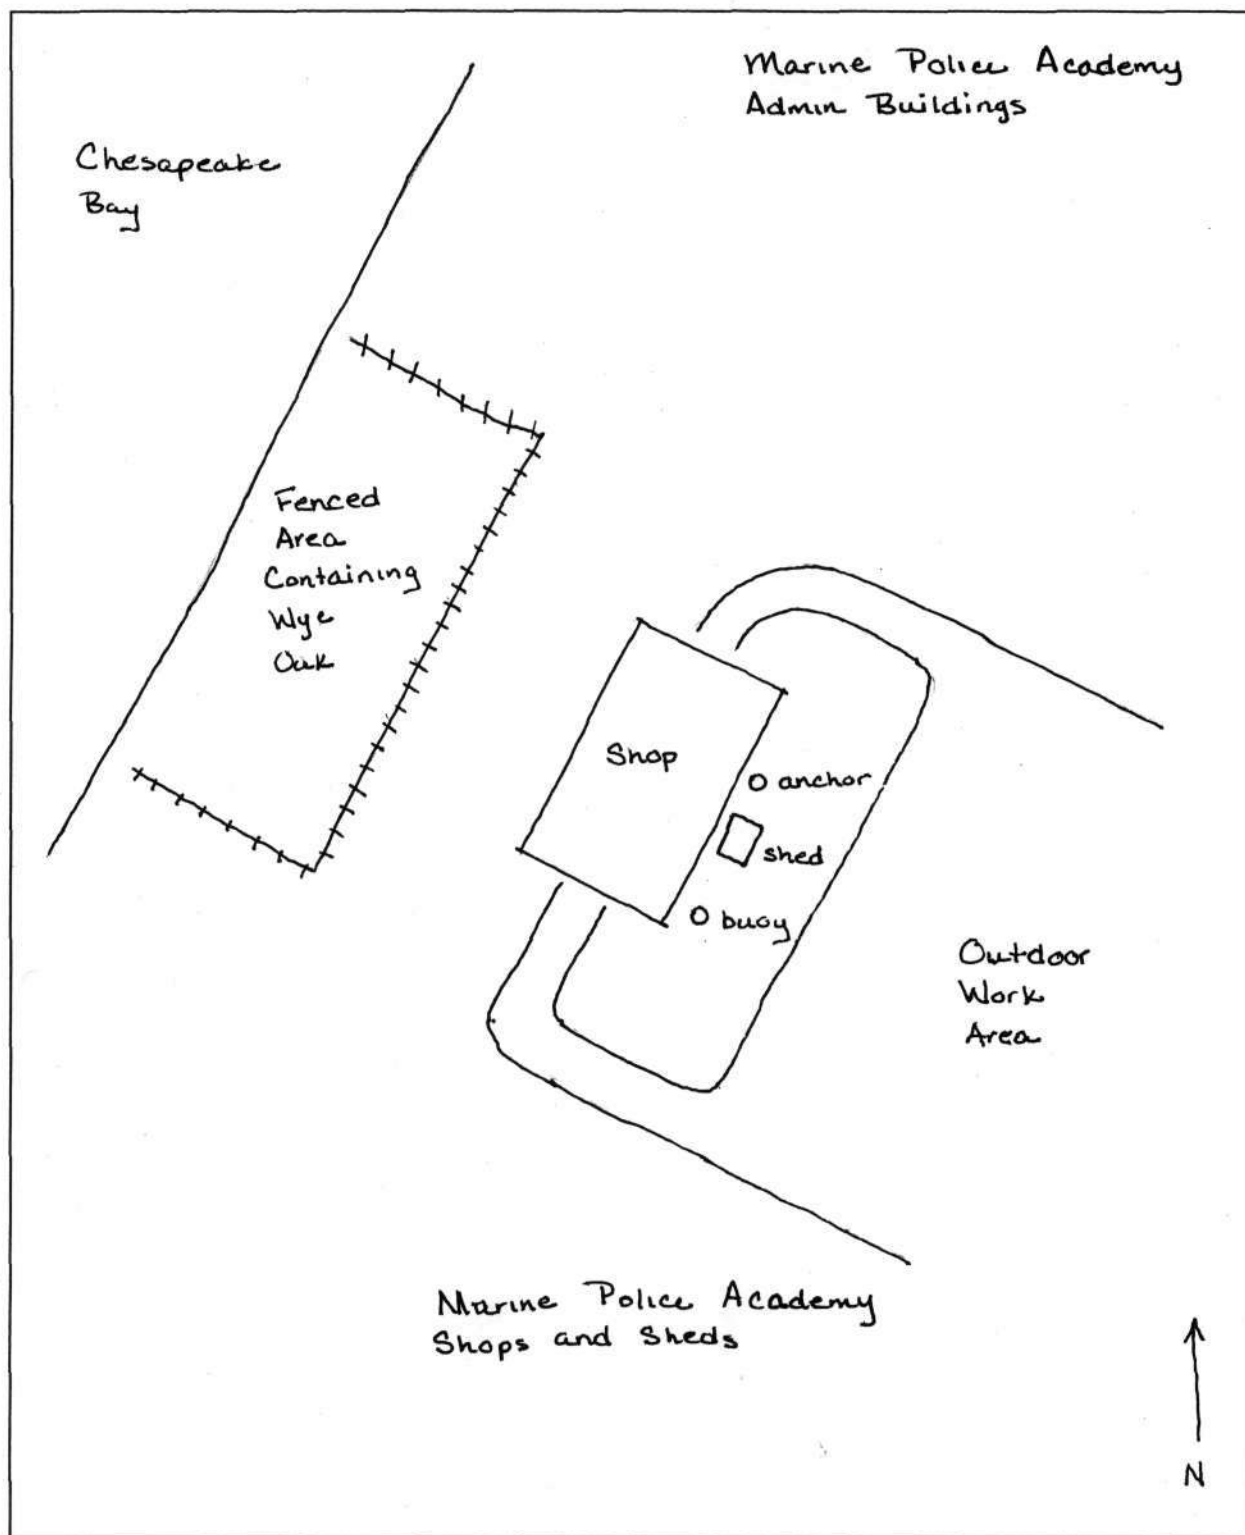 Marine Police Academy
Admin Buildings
Chesapeake
Bay
Fenced
Area
Containing
Wye
Oak
Shop
anchor
shed
buoy
Outdoor
Work
Area
Marine Police Academy
Shops and Sheds
N